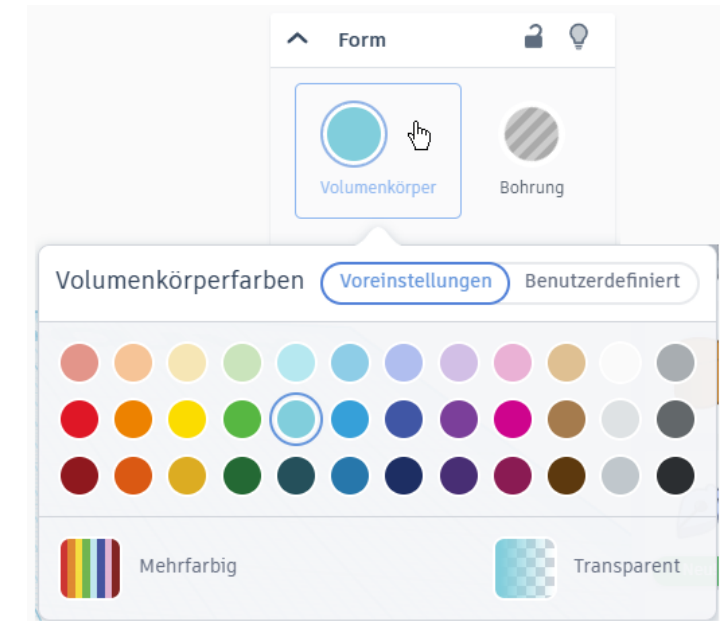 Form
Volumenkörper
Bohrung
Volumenkörperfarben
Voreinstellungen
Benutzerdefiniert
Mehrfarbig
Transparent